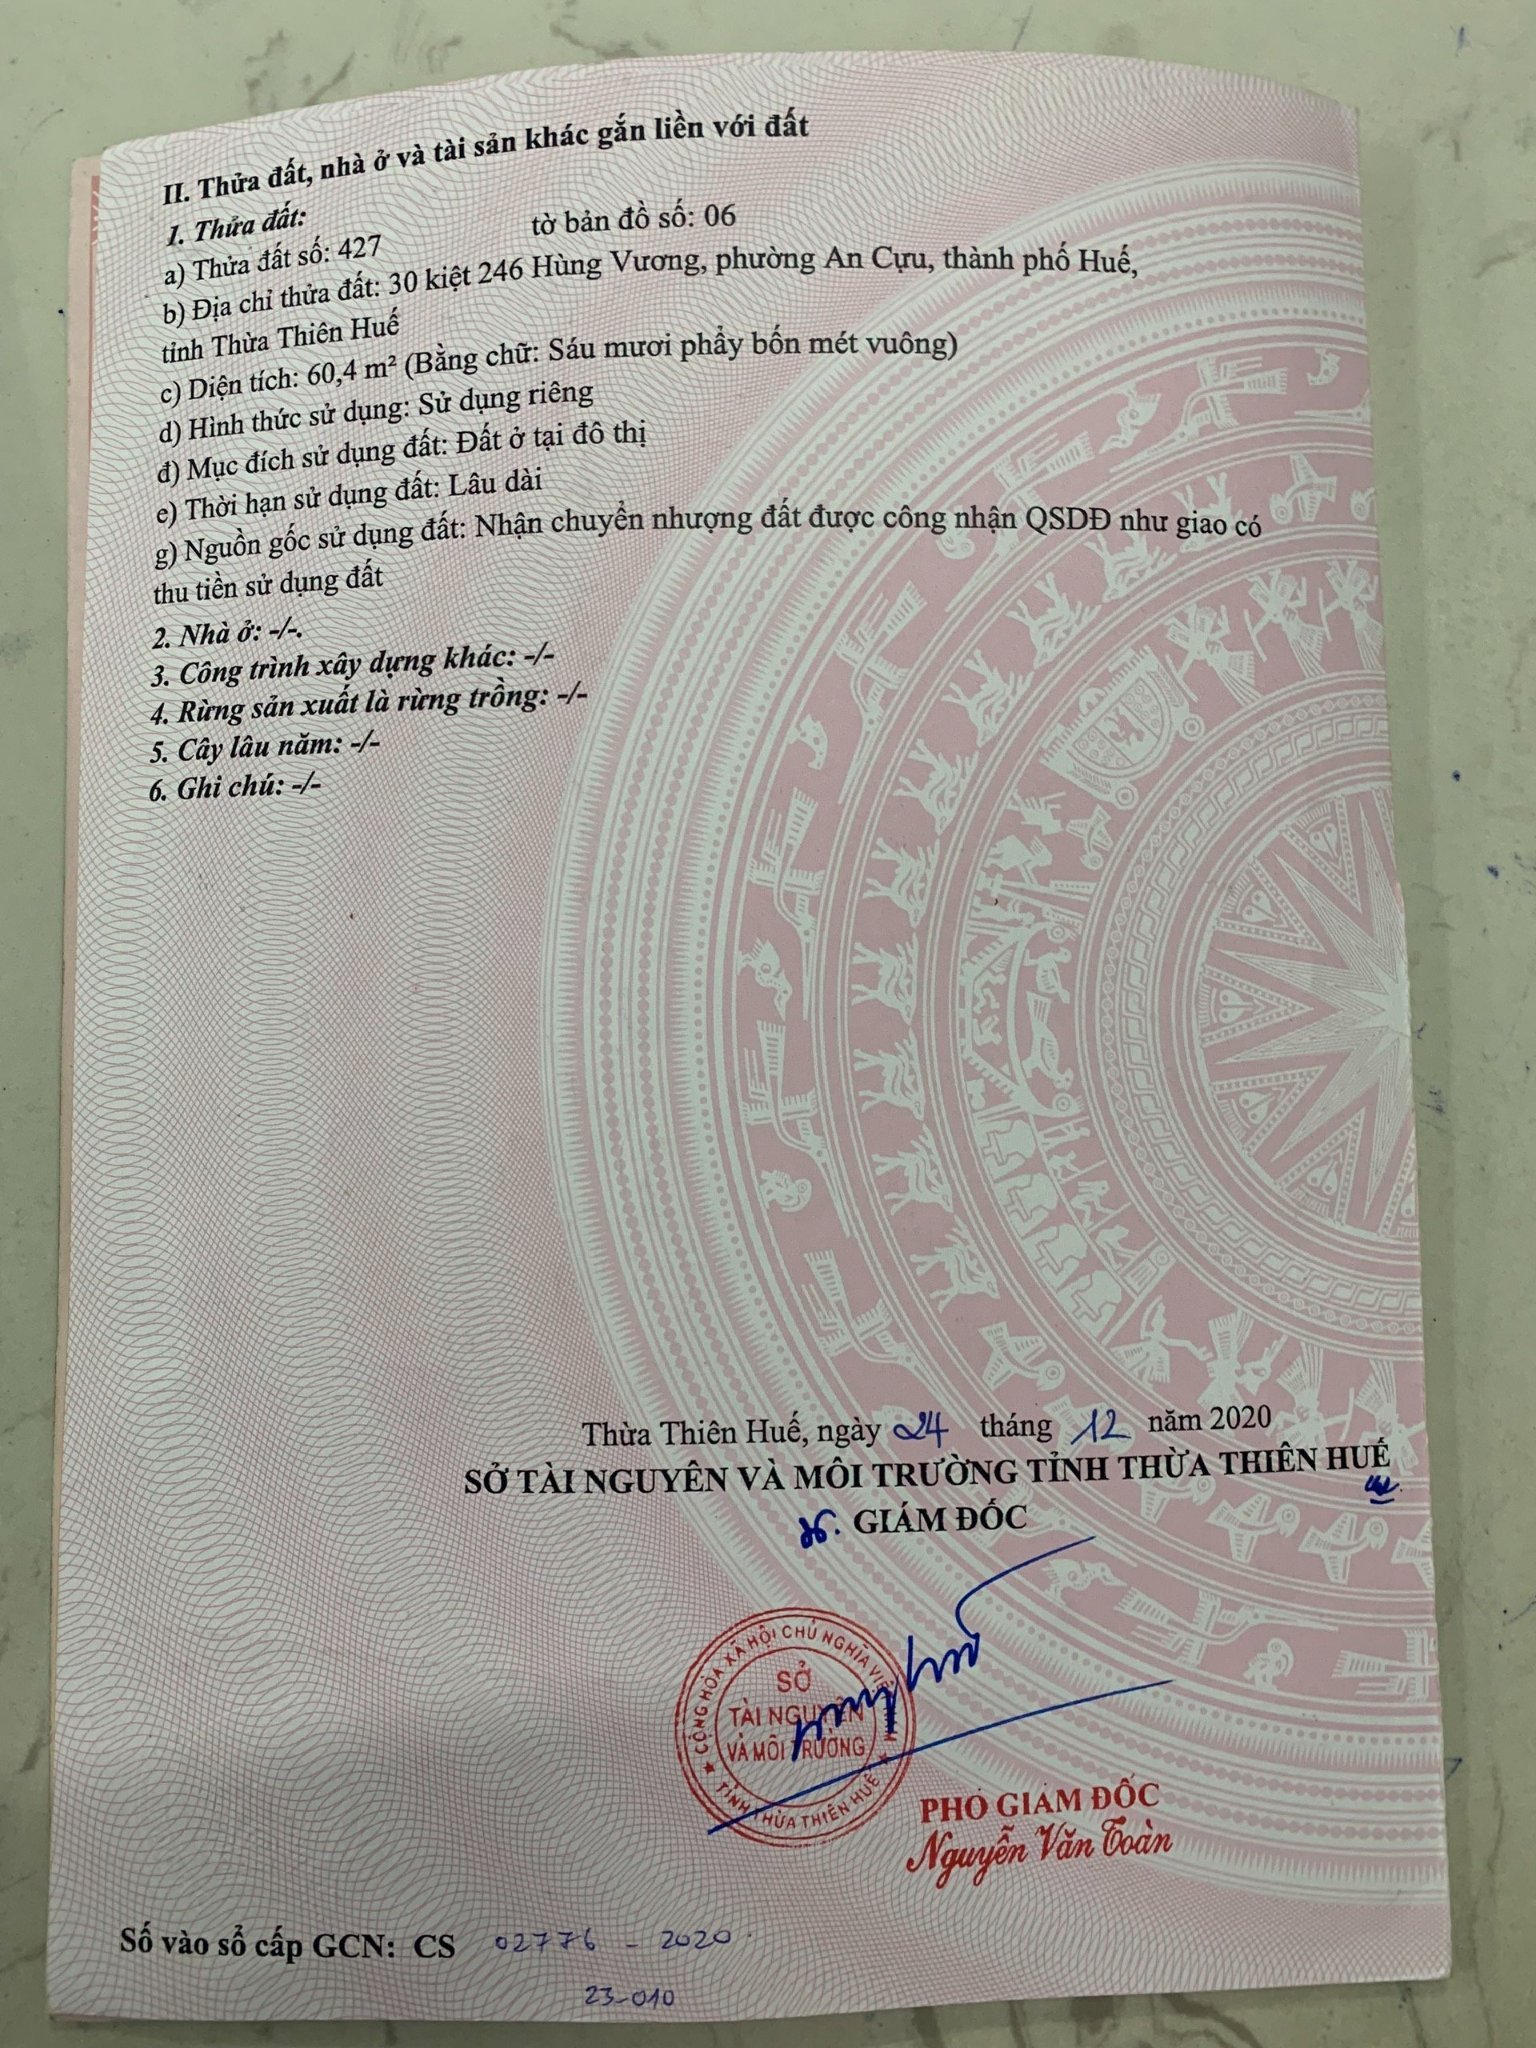 II. Thửa đất, nhà ở và tài sản khác gắn liền với đất
1. Thửa đất:
a) Thửa đất số: 427 tờ bản đồ số: 06
b) Địa chỉ thửa đất: 30 kiệt 246 Hùng Vương, phường An Cựu, thành phố Huế,
tỉnh Thừa Thiên Huế
c) Diện tích: 60,4 m² (Bằng chữ: Sáu mươi phẩy bốn mét vuông)
d) Hình thức sử dụng: Sử dụng riêng
đ) Mục đích sử dụng đất: Đất ở tại đô thị
e) Thời hạn sử dụng đất: Lâu dài
g) Nguồn gốc sử dụng đất: Nhận chuyển nhượng đất được công nhận QSDĐ như giao có
thu tiền sử dụng đất
2. Nhà ở: -/-.
3. Công trình xây dựng khác: -/-
4. Rừng sản xuất là rừng trồng: -/-
5. Cây lâu năm: -/-
6. Ghi chú: -/-
Thừa Thiên Huế, ngày 24 tháng 12 năm 2020
SỞ TÀI NGUYÊN VÀ MÔI TRƯỜNG TỈNH THỪA THIÊN HUẾ
GIÁM ĐỐC
CỘNG HÒA XÃ HỘI CHỦ NGHĨA VIỆT NAM
SỞ
TÀI NGUYÊN
VÀ MÔI TRƯỜNG
TỈNH THỪA THIÊN HUẾ
PHÓ GIÁM ĐỐC
Nguyễn Văn Toàn
Số vào sổ cấp GCN: CS 02776 - 2020.
23-010